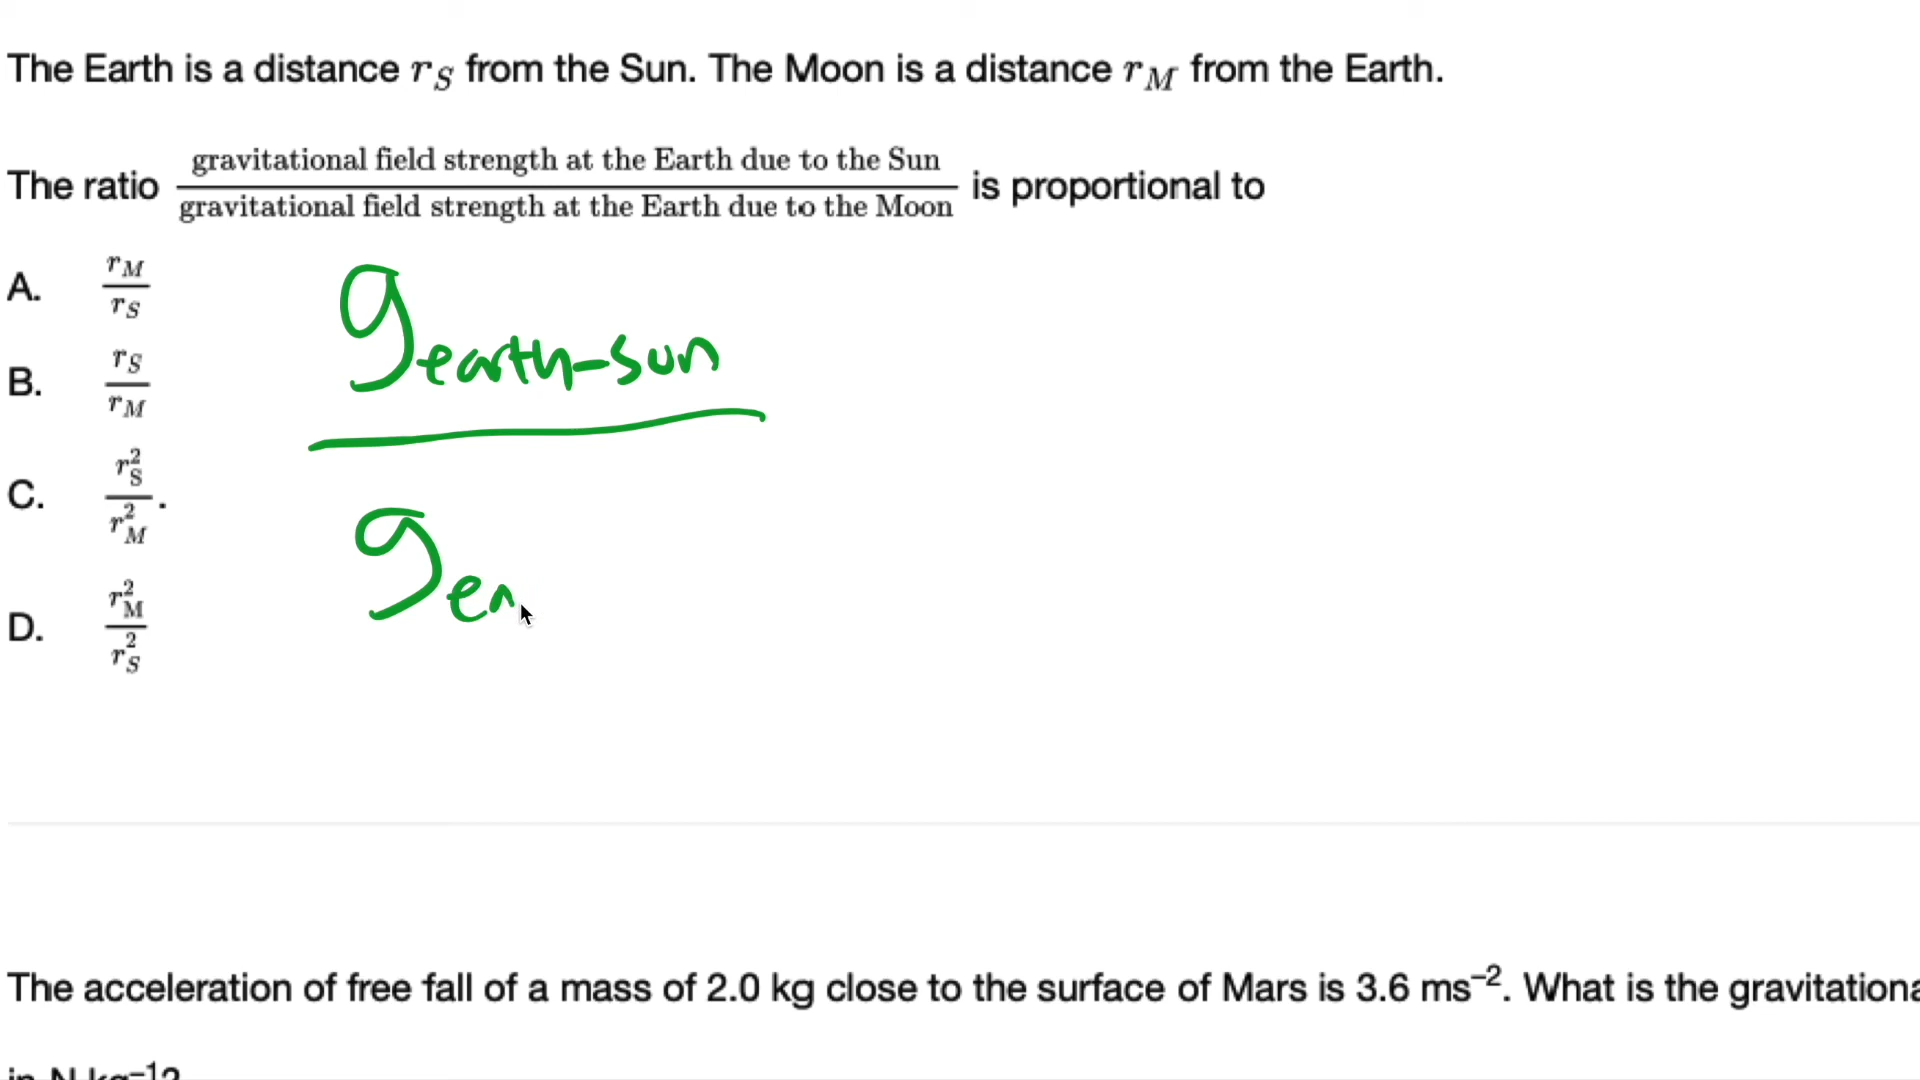 The Earth is a distance r_S from the Sun. The Moon is a distance r_M from the Earth.
The ratio gravitational field strength at the Earth due to the Sun / gravitational field strength at the Earth due to the Moon is proportional to
A. r_M / r_S
B. r_S / r_M
C. r_S^2 / r_M^2 .
D. r_M^2 / r_S^2
g earth-sun
g
The acceleration of free fall of a mass of 2.0 kg close to the surface of Mars is 3.6 ms⁻². What is the gravitationa
in N kg⁻¹?